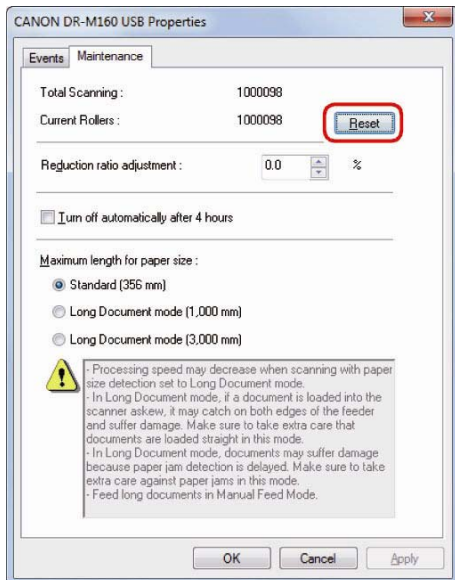 CANON DR-M160 USB Properties
Events Maintenance
Total Scanning : 1000098
Current Rollers : 1000098 Reset
Reduction ratio adjustment : 0.0 %
Turn off automatically after 4 hours
Maximum length for paper size :
Standard (356 mm)
Long Document mode (1,000 mm)
Long Document mode (3,000 mm)
- Processing speed may decrease when scanning with paper
size detection set to Long Document mode.
- In Long Document mode, if a document is loaded into the
scanner askew, it may catch on both edges of the feeder
and suffer damage. Make sure to take extra care that
documents are loaded straight in this mode.
- In Long Document mode, documents may suffer damage
because paper jam detection is delayed. Make sure to take
extra care against paper jams in this mode.
- Feed long documents in Manual Feed Mode.
OK Cancel Apply